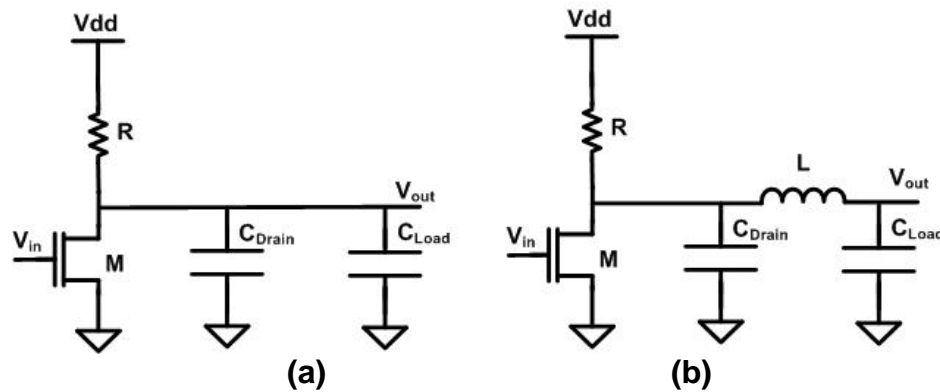 Vdd
R
Vout
Vin
M
CDrain
CLoad
(a)
Vdd
R
L
Vout
Vin
M
CDrain
CLoad
(b)